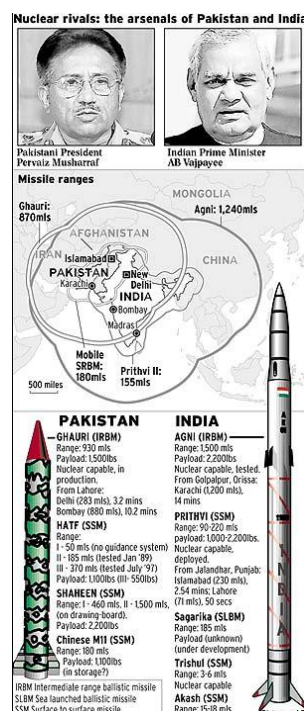 Nuclear rivals: the arsenals of Pakistan and India
Pakistani President
Pervaiz Musharraf
Indian Prime Minister
AB Vajpayee
Missile ranges
Ghauri:
870mls
MONGOLIA
Agni: 1,240mls
AFGHANISTAN
IRAN
Islamabad
CHINA
PAKISTAN
Karachi
New
Delhi
INDIA
Bombay
Madras
Mobile
SRBM:
180mls
Prithvi II:
155mls
500 miles
PAKISTAN
GHAURI (IRBM)
Range: 930 mls
Payload: 1,500lbs
Nuclear capable, in
production.
From Lahore:
Delhi (283 mls), 3.2 mins
Bombay (880 mls), 10.2 mins
HATF (SSM)
Range:
I - 50 mls (no guidance system)
II - 185 mls (tested Jan '89)
III - 370 mls (tested July '97)
Payload: 1,100lbs (III- 550lbs)
SHAHEEN (SSM)
Range: I - 460 mls, II - 1,500 mls,
(on drawing-board).
Payload: 2,200lbs
Chinese M11 (SSM)
Range: 180 mls
Payload: 1,100lbs
(in storage?)
IRBM Intermediate range ballistic missile
SLBM Sea launched ballistic missile
SSM Surface to surface missile
INDIA
AGNI (IRBM)
Range: 1,500 mls
Payload: 2,200lbs
Nuclear capable, tested.
From Golpalpur, Orissa:
Karachi (1,200 mls),
14 mins
PRITHVI (SSM)
Range: 90-220 mls
payload: 1,000-2,200lbs.
Nuclear capable,
deployed.
From Jalandhar, Punjab:
Islamabad (230 mls),
2.54 mins; Lahore
(71 mls), 50 secs
Sagarika (SLBM)
Range: 185 mls
Payload (unknown)
(under development)
Trishul (SSM)
Range: 3-6 mls
Nuclear capable
Akash (SSM)
Range: 15-18 mls
INDIA